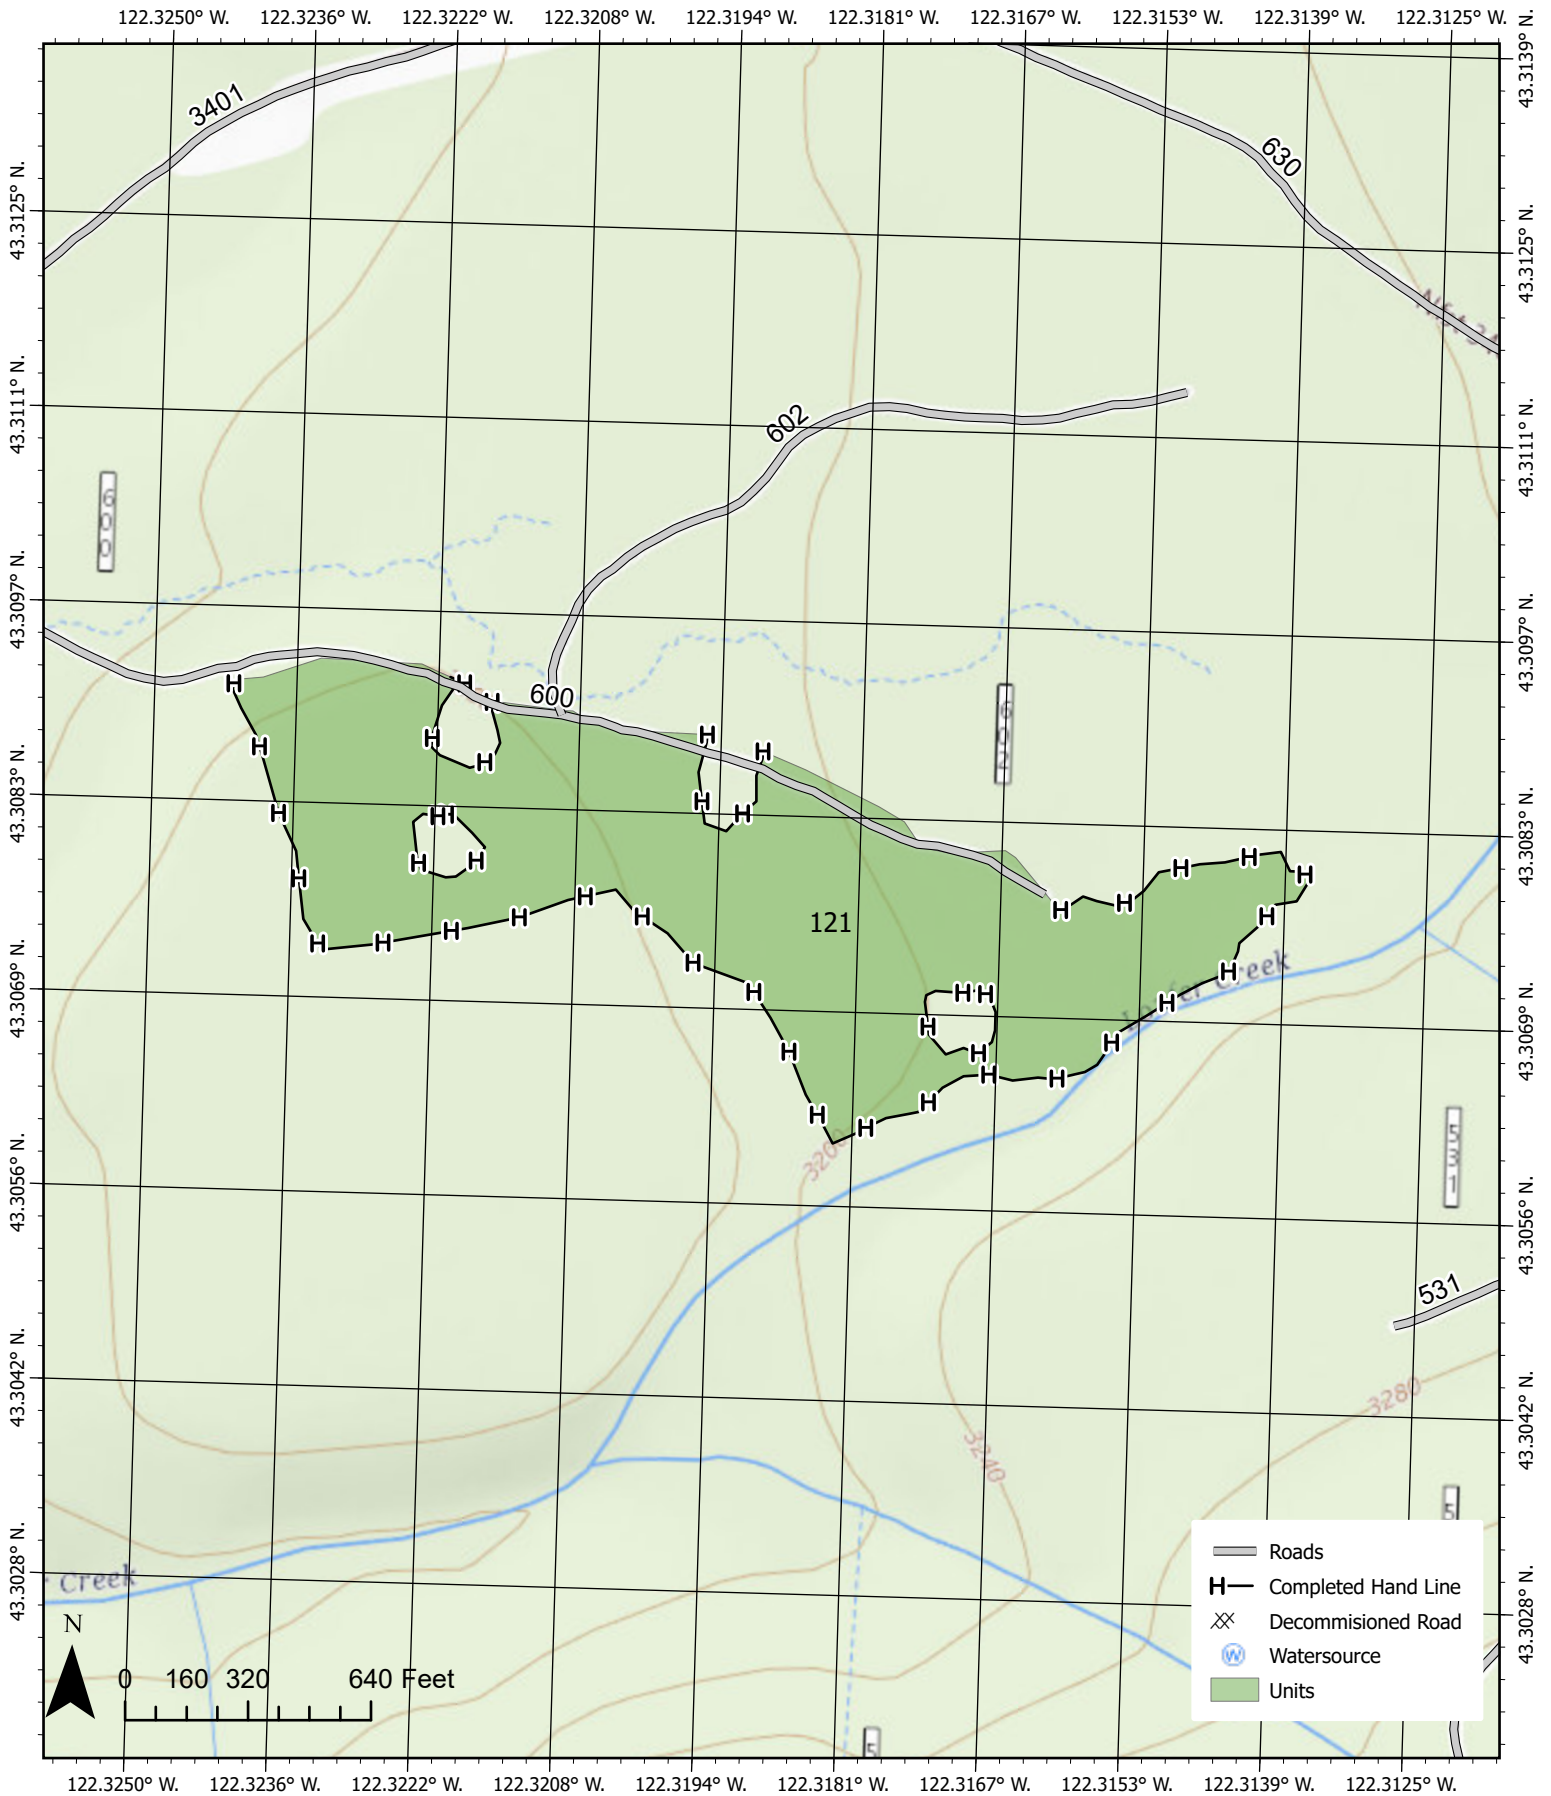 122.3250° W. 122.3236° W. 122.3222° W. 122.3208° W. 122.3194° W. 122.3181° W. 122.3167° W. 122.3153° W. 122.3139° W. 122.3125° W.
43.3139° N.
3401
630
43.3125° N.
43.3125° N.
43.3111° N.
43.3111° N.
602
600
43.3097° N.
43.3097° N.
600
602
43.3083° N.
43.3083° N.
121
43.3069° N.
43.3069° N.
Creek
3200
43.3056° N.
43.3056° N.
531
531
43.3042° N.
43.3042° N.
3280
3240
5
43.3028° N.
43.3028° N.
Creek
N
0 160 320 640 Feet
5
Roads
H Completed Hand Line
Decommisioned Road
W Watersource
Units
122.3250° W. 122.3236° W. 122.3222° W. 122.3208° W. 122.3194° W. 122.3181° W. 122.3167° W. 122.3153° W. 122.3139° W. 122.3125° W.